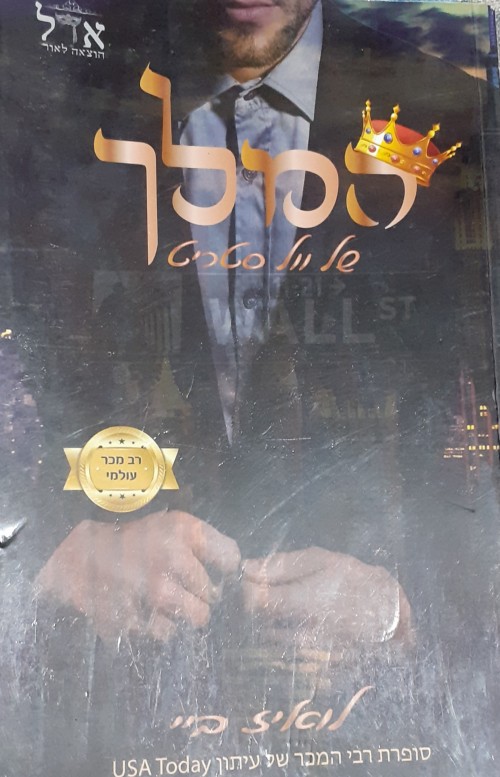 אדל
הוצאה לאור
המלך
של וול סטריט
WALL ST
רב מכר
עולמי
לואיז ביי
סופרת רבי המכר של עיתון USA Today